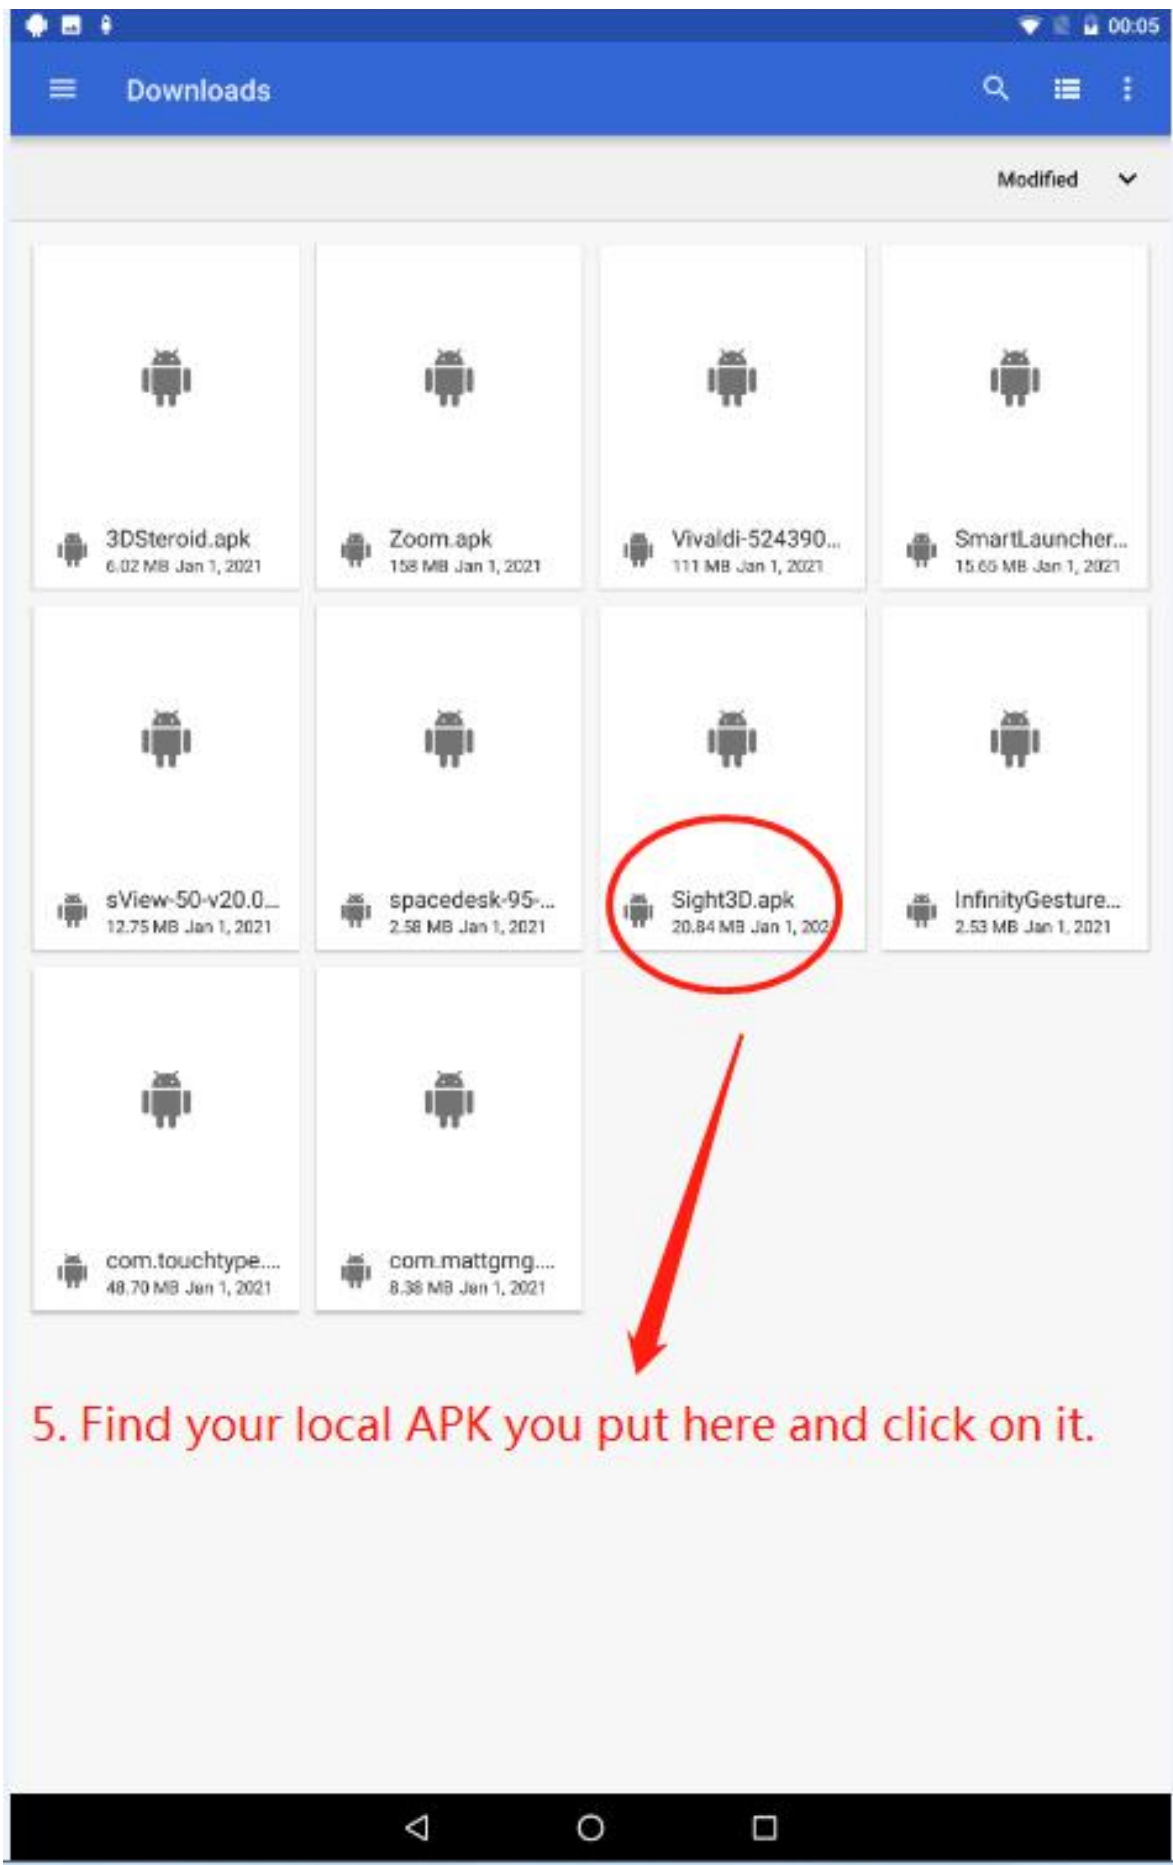 00:05
Downloads
Modified
3DSteroid.apk
6.02 MB Jan 1, 2021
Zoom.apk
158 MB Jan 1, 2021
Vivaldi-524390...
111 MB Jan 1, 2021
SmartLauncher...
15.65 MB Jan 1, 2021
sView-50-v20.0...
12.75 MB Jan 1, 2021
spacedesk-95-...
2.58 MB Jan 1, 2021
Sight3D.apk
20.84 MB Jan 1, 202
InfinityGesture...
2.53 MB Jan 1, 2021
com.touchtype....
48.70 MB Jan 1, 2021
com.mattgmg....
8.38 MB Jan 1, 2021
5. Find your local APK you put here and click on it.